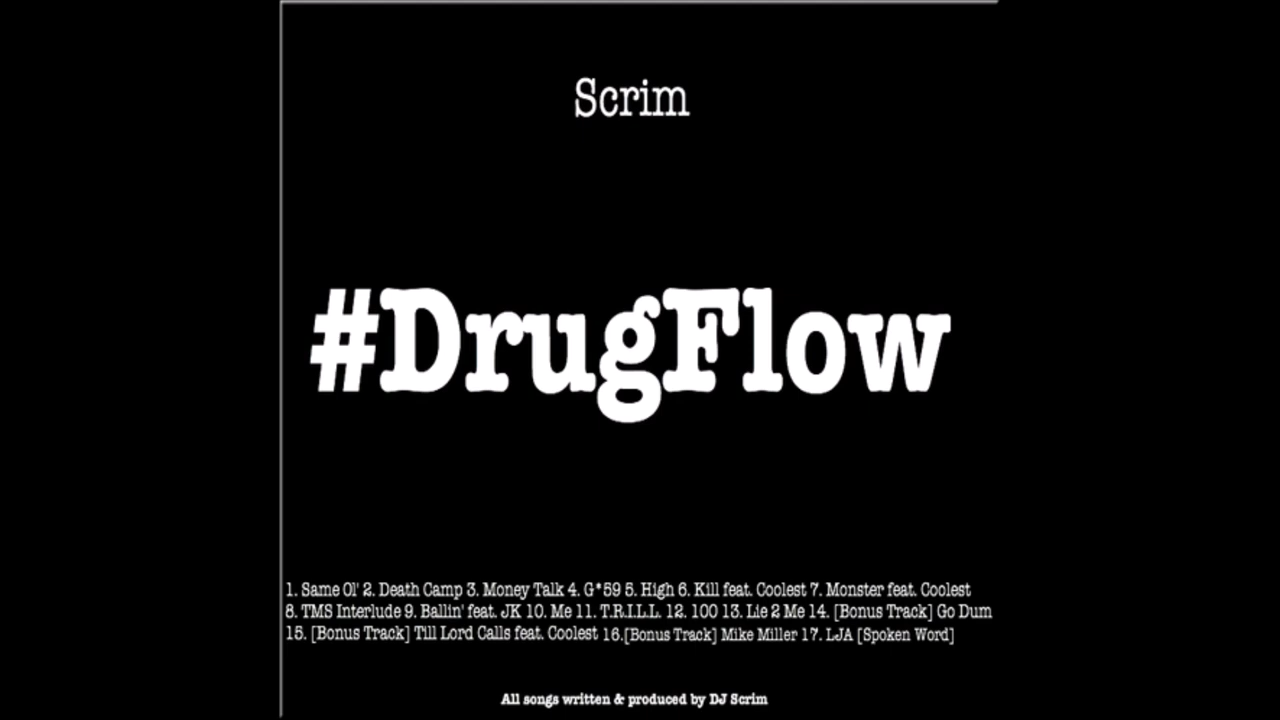 Scrim
#DrugFlow
1. Same Ol' 2. Death Camp 3. Money Talk 4. G*59 5. High 6. Kill feat. Coolest 7. Monster feat. Coolest
8. TMS Interlude 9. Ballin' feat. JK 10. Me 11. T.R.I.L.L. 12. 100 13. Lie 2 Me 14. [Bonus Track] Go Dum
15. [Bonus Track] Till Lord Calls feat. Coolest 16.[Bonus Track] Mike Miller 17. LJA [Spoken Word]
All songs written & produced by DJ Scrim